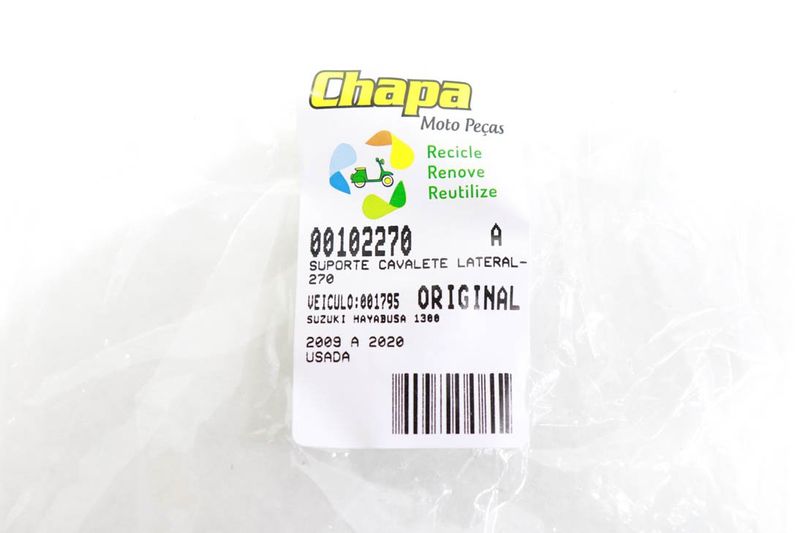 Chapa
Moto Peças
Recicle
Renove
Reutilize
00102270 A
SUPORTE CAVALETE LATERAL-
270
VEICULO:001795 ORIGINAL
SUZUKI HAYABUSA 1300
2009 A 2020
USADA